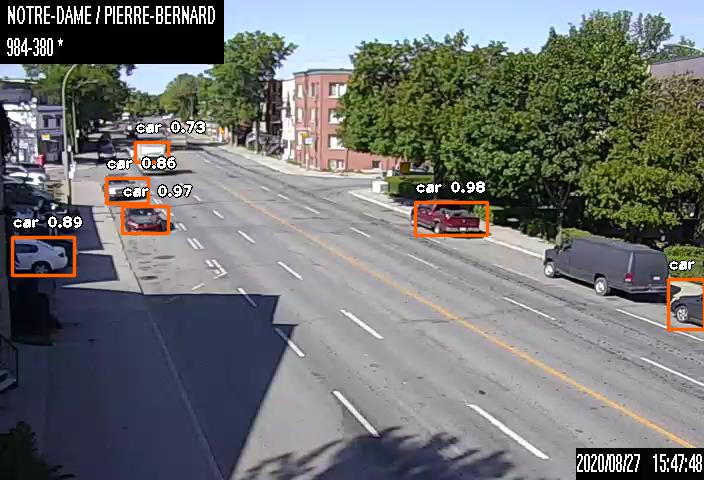 NOTRE-DAME / PIERRE-BERNARD
984-380 *
car 0.73
car 0.86
car 0.97
car 0.98
car 0.89
car
2020/08/27 15:47:48